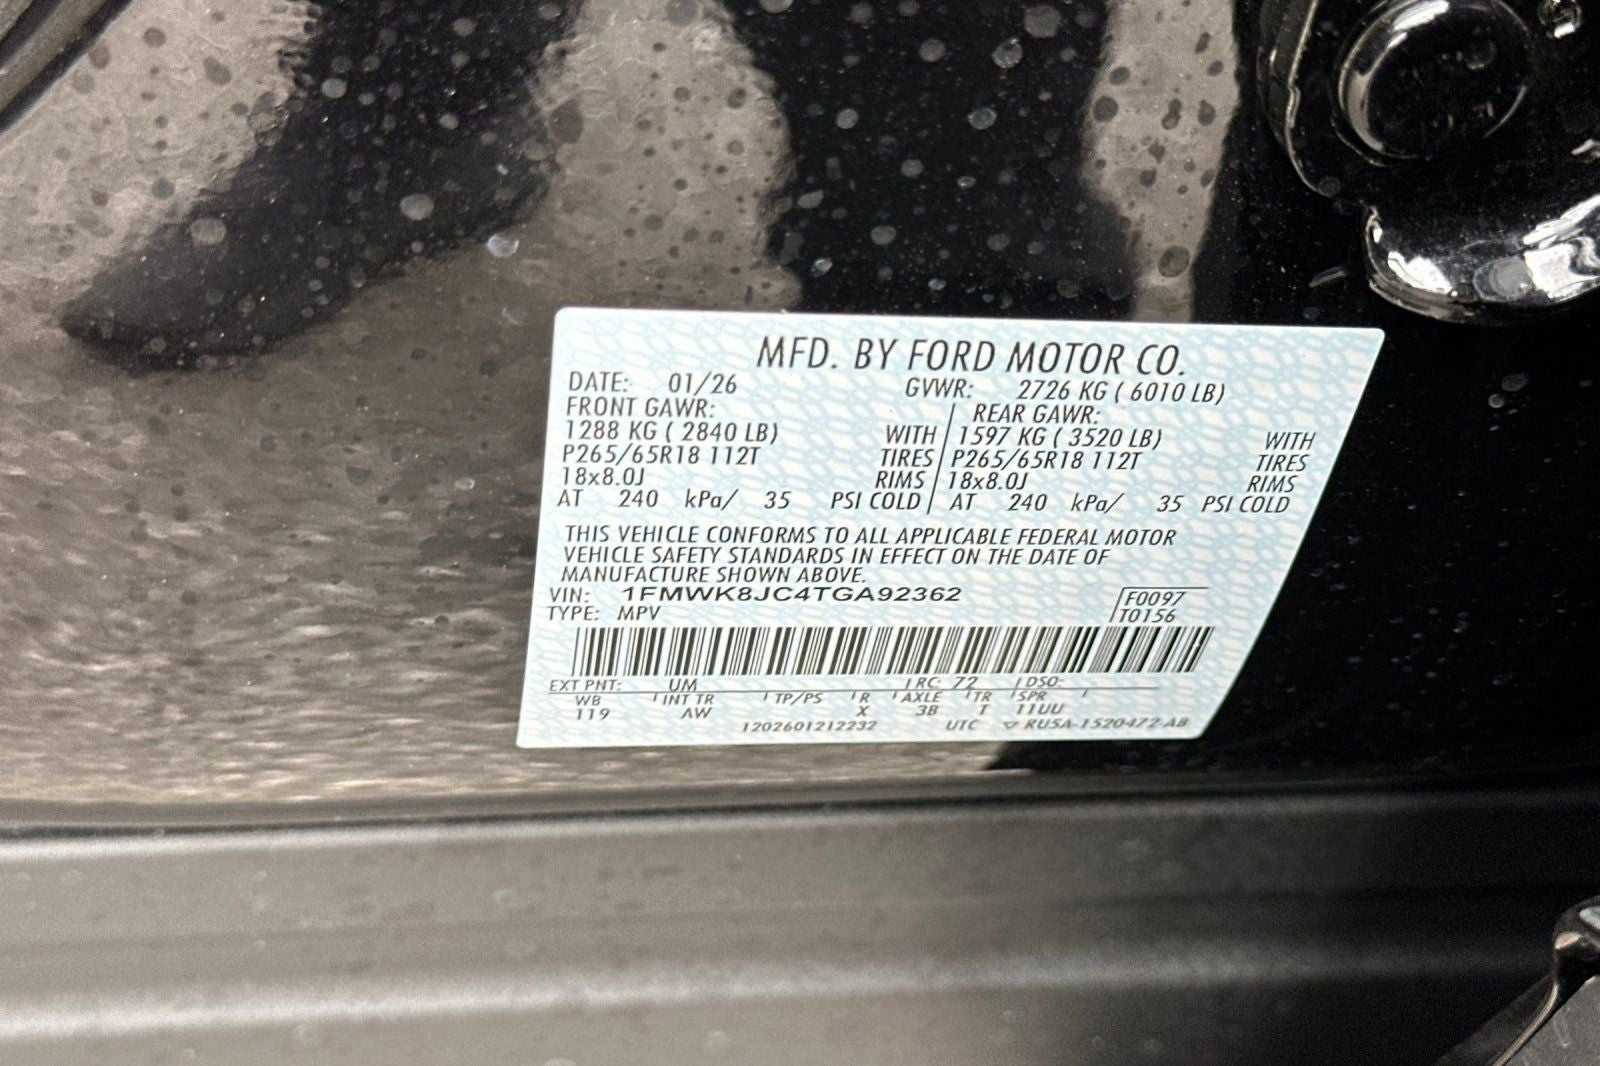 MFD. BY FORD MOTOR CO.
DATE: 01/26 GVWR: 2726 KG ( 6010 LB)
FRONT GAWR: REAR GAWR:
1288 KG ( 2840 LB) WITH 1597 KG ( 3520 LB) WITH
P265/65R18 112T TIRES P265/65R18 112T TIRES
18x8.0J RIMS 18x8.0J RIMS
AT 240 kPa/ 35 PSI COLD AT 240 kPa/ 35 PSI COLD
THIS VEHICLE CONFORMS TO ALL APPLICABLE FEDERAL MOTOR
VEHICLE SAFETY STANDARDS IN EFFECT ON THE DATE OF
MANUFACTURE SHOWN ABOVE.
VIN: 1FMWK8JC4TGA92362 F0097
TYPE: MPV T0156
EXT PNT: UM RC: 72 DSO:
WB INT TR TP/PS R AXLE TR SPR
119 AW X 3B T 11UU
1202601212232 UTC ▽ RU5A-1520472-AB